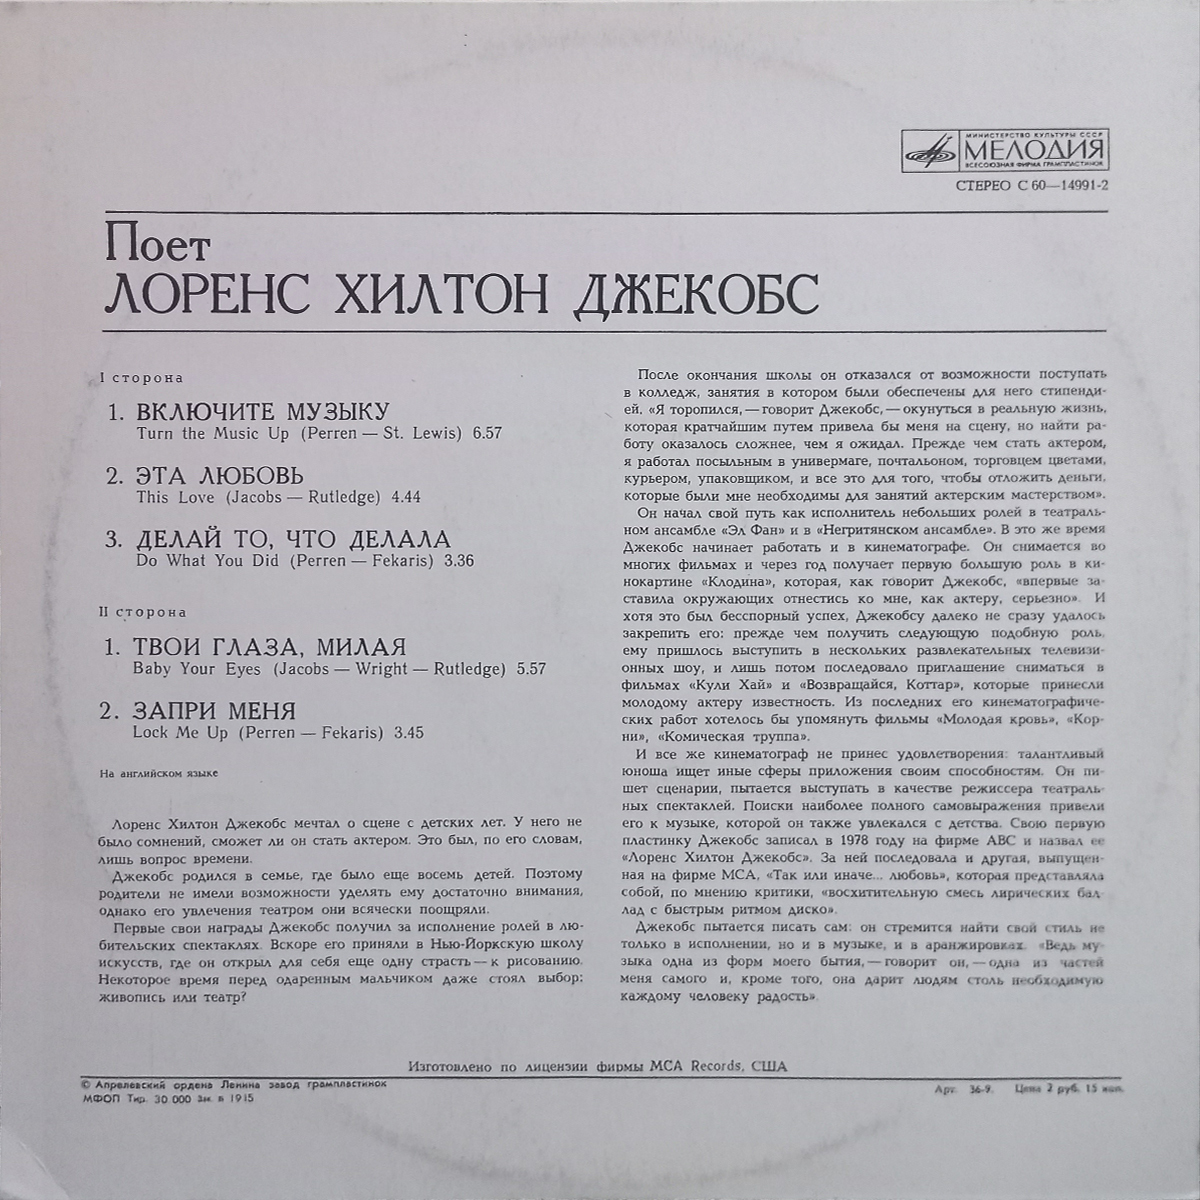 МИНИСТЕРСТВО КУЛЬТУРЫ СССР
МЕЛОДИЯ
ВСЕСОЮЗНАЯ ФИРМА ГРАМПЛАСТИНОК
СТЕРЕО С 60—14991-2
Поет
ЛОРЕНС ХИЛТОН ДЖЕКОБС
I сторона
1. ВКЛЮЧИТЕ МУЗЫКУ
Turn the Music Up (Perren — St. Lewis) 6.57
2. ЭТА ЛЮБОВЬ
This Love (Jacobs — Rutledge) 4.44
3. ДЕЛАЙ ТО, ЧТО ДЕЛАЛА
Do What You Did (Perren — Fekaris) 3.36
II сторона
1. ТВОИ ГЛАЗА, МИЛАЯ
Baby Your Eyes (Jacobs — Wright — Rutledge) 5.57
2. ЗАПРИ МЕНЯ
Lock Me Up (Perren — Fekaris) 3.45
На английском языке
Лоренс Хилтон Джекобс мечтал о сцене с детских лет. У него не
было сомнений, сможет ли он стать актером. Это был, по его словам,
лишь вопрос времени.
Джекобс родился в семье, где было еще восемь детей. Поэтому
родители не имели возможности уделять ему достаточно внимания,
однако его увлечения театром они всячески поощряли.
Первые свои награды Джекобс получил за исполнение ролей в лю-
бительских спектаклях. Вскоре его приняли в Нью-Йоркскую школу
искусств, где он открыл для себя еще одну страсть — к рисованию.
Некоторое время перед одаренным мальчиком даже стоял выбор:
живопись или театр?
После окончания школы он отказался от возможности поступать
в колледж, занятия в котором были обеспечены для него стипенди-
ей. «Я торопился, — говорит Джекобс, — окунуться в реальную жизнь,
которая кратчайшим путем привела бы меня на сцену, но найти ра-
боту оказалось сложнее, чем я ожидал. Прежде чем стать актером,
я работал посыльным в универмаге, почтальоном, торговцем цветами,
курьером, упаковщиком, и все это для того, чтобы отложить деньги,
которые были мне необходимы для занятий актерским мастерством».
Он начал свой путь как исполнитель небольших ролей в театраль-
ном ансамбле «Эл Фан» и в «Негритянском ансамбле». В это же время
Джекобс начинает работать и в кинематографе. Он снимается во
многих фильмах и через год получает первую большую роль в ки-
нокартине «Клодина», которая, как говорит Джекобс, «впервые за-
ставила окружающих отнестись ко мне, как актеру, серьезно». И
хотя это был бесспорный успех, Джекобсу далеко не сразу удалось
закрепить его: прежде чем получить следующую подобную роль,
ему пришлось выступить в нескольких развлекательных телевизи-
онных шоу, и лишь потом последовало приглашение сниматься в
фильмах «Кули Хай» и «Возвращайся, Коттар», которые принесли
молодому актеру известность. Из последних его кинематографиче-
ских работ хотелось бы упомянуть фильмы «Молодая кровь», «Кор-
ни», «Комическая труппа».
И все же кинематограф не принес удовлетворения: талантливый
юноша ищет иные сферы приложения своим способностям. Он пи-
шет сценарии, пытается выступать в качестве режиссера театраль-
ных спектаклей. Поиски наиболее полного самовыражения привели
его к музыке, которой он также увлекался с детства. Свою первую
пластинку Джекобс записал в 1978 году на фирме АВС и назвал ее
«Лоренс Хилтон Джекобс». За ней последовала и другая, выпущен-
ная на фирме МСА, «Так или иначе... любовь», которая представляла
собой, по мнению критики, «восхитительную смесь лирических бал-
лад с быстрым ритмом диско».
Джекобс пытается писать сам: он стремится найти свой стиль не
только в исполнении, но и в музыке, и в аранжировках. «Ведь му-
зыка одна из форм моего бытия, — говорит он, — одна из частей
меня самого и, кроме того, она дарит людям столь необходимую
каждому человеку радость».
Изготовлено по лицензии фирмы MCA Records, США
© Апрелевский ордена Ленина завод грампластинок
МФОП Тир. 30 000 Зак. в 1915
Арт. 36-9. Цена 2 руб. 15 коп.